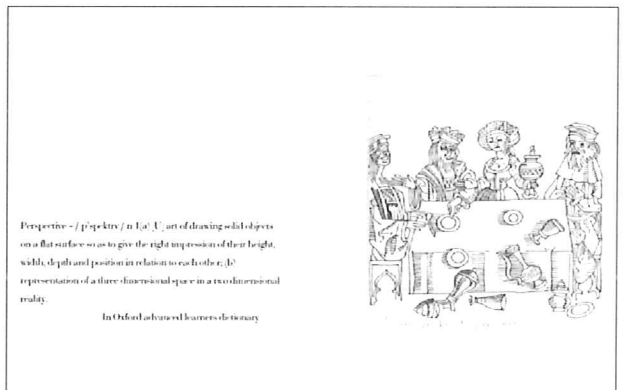 Perspective - / pˈspektıv / n 1(a) [U] art of drawing solid objects
on a flat surface so as to give the right impression of their height,
width, depth and position in relation to each other; (b)
representation of a three dimensional space in a two dimensional
reality.
In Oxford advanced learners dictionary